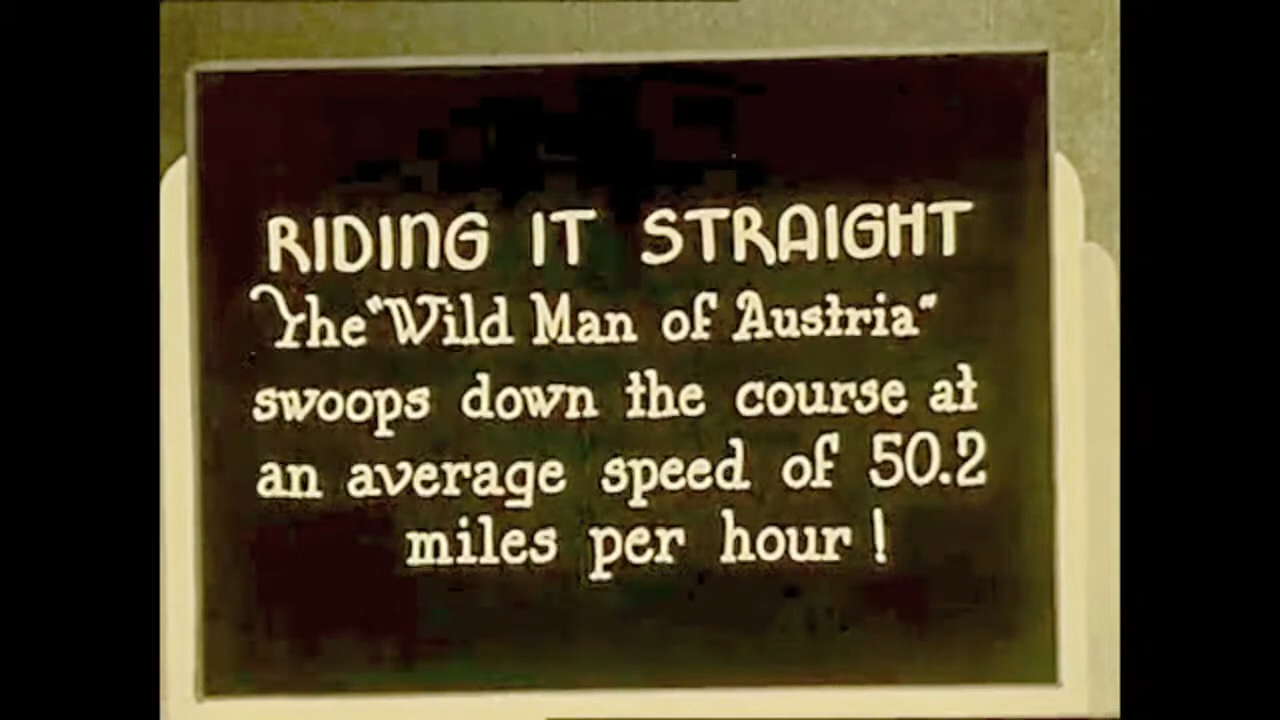 RIDING IT STRAIGHT
The "Wild Man of Austria"
swoops down the course at
an average speed of 50.2
miles per hour!